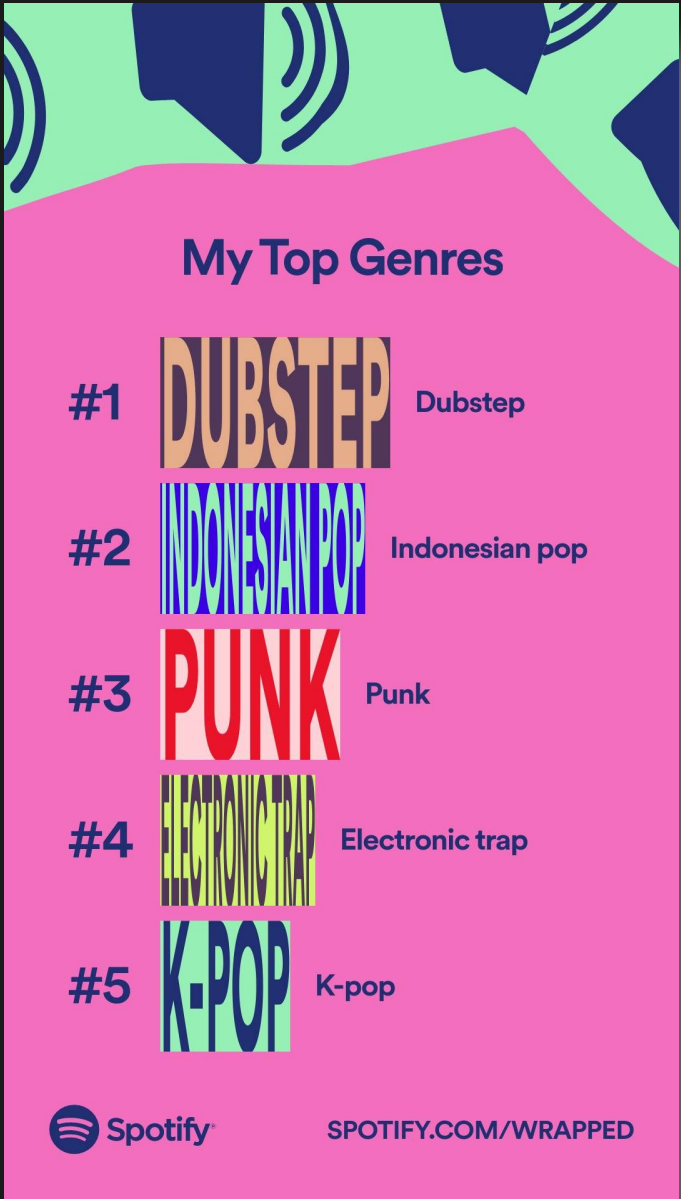 My Top Genres
#1 DUBSTEP Dubstep
#2 INDONESIAN POP Indonesian pop
#3 PUNK Punk
#4 ELECTRONIC TRAP Electronic trap
#5 K-POP K-pop
Spotify® SPOTIFY.COM/WRAPPED